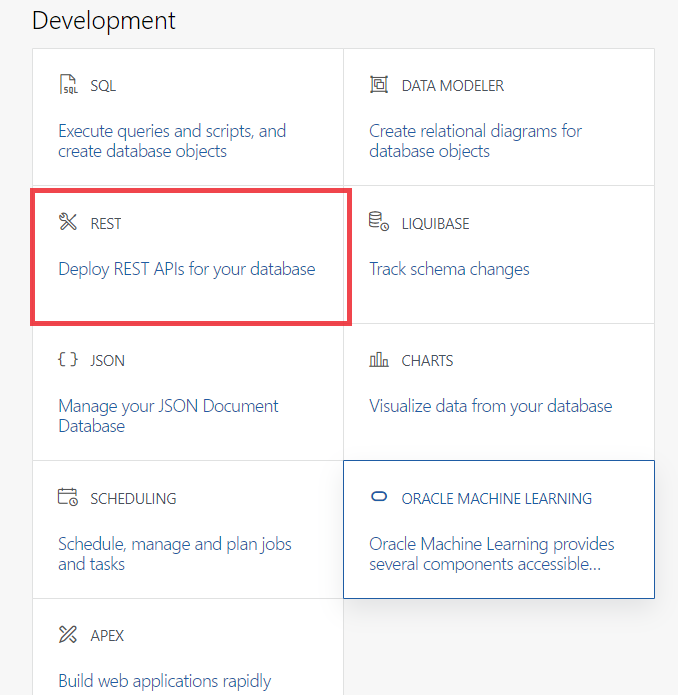 Development
SQL
SQL
Execute queries and scripts, and
create database objects
DATA MODELER
Create relational diagrams for
database objects
REST
Deploy REST APIs for your database
LIQUIBASE
Track schema changes
{ } JSON
Manage your JSON Document
Database
CHARTS
Visualize data from your database
SCHEDULING
Schedule, manage and plan jobs
and tasks
ORACLE MACHINE LEARNING
Oracle Machine Learning provides
several components accessible...
APEX
Build web applications rapidly